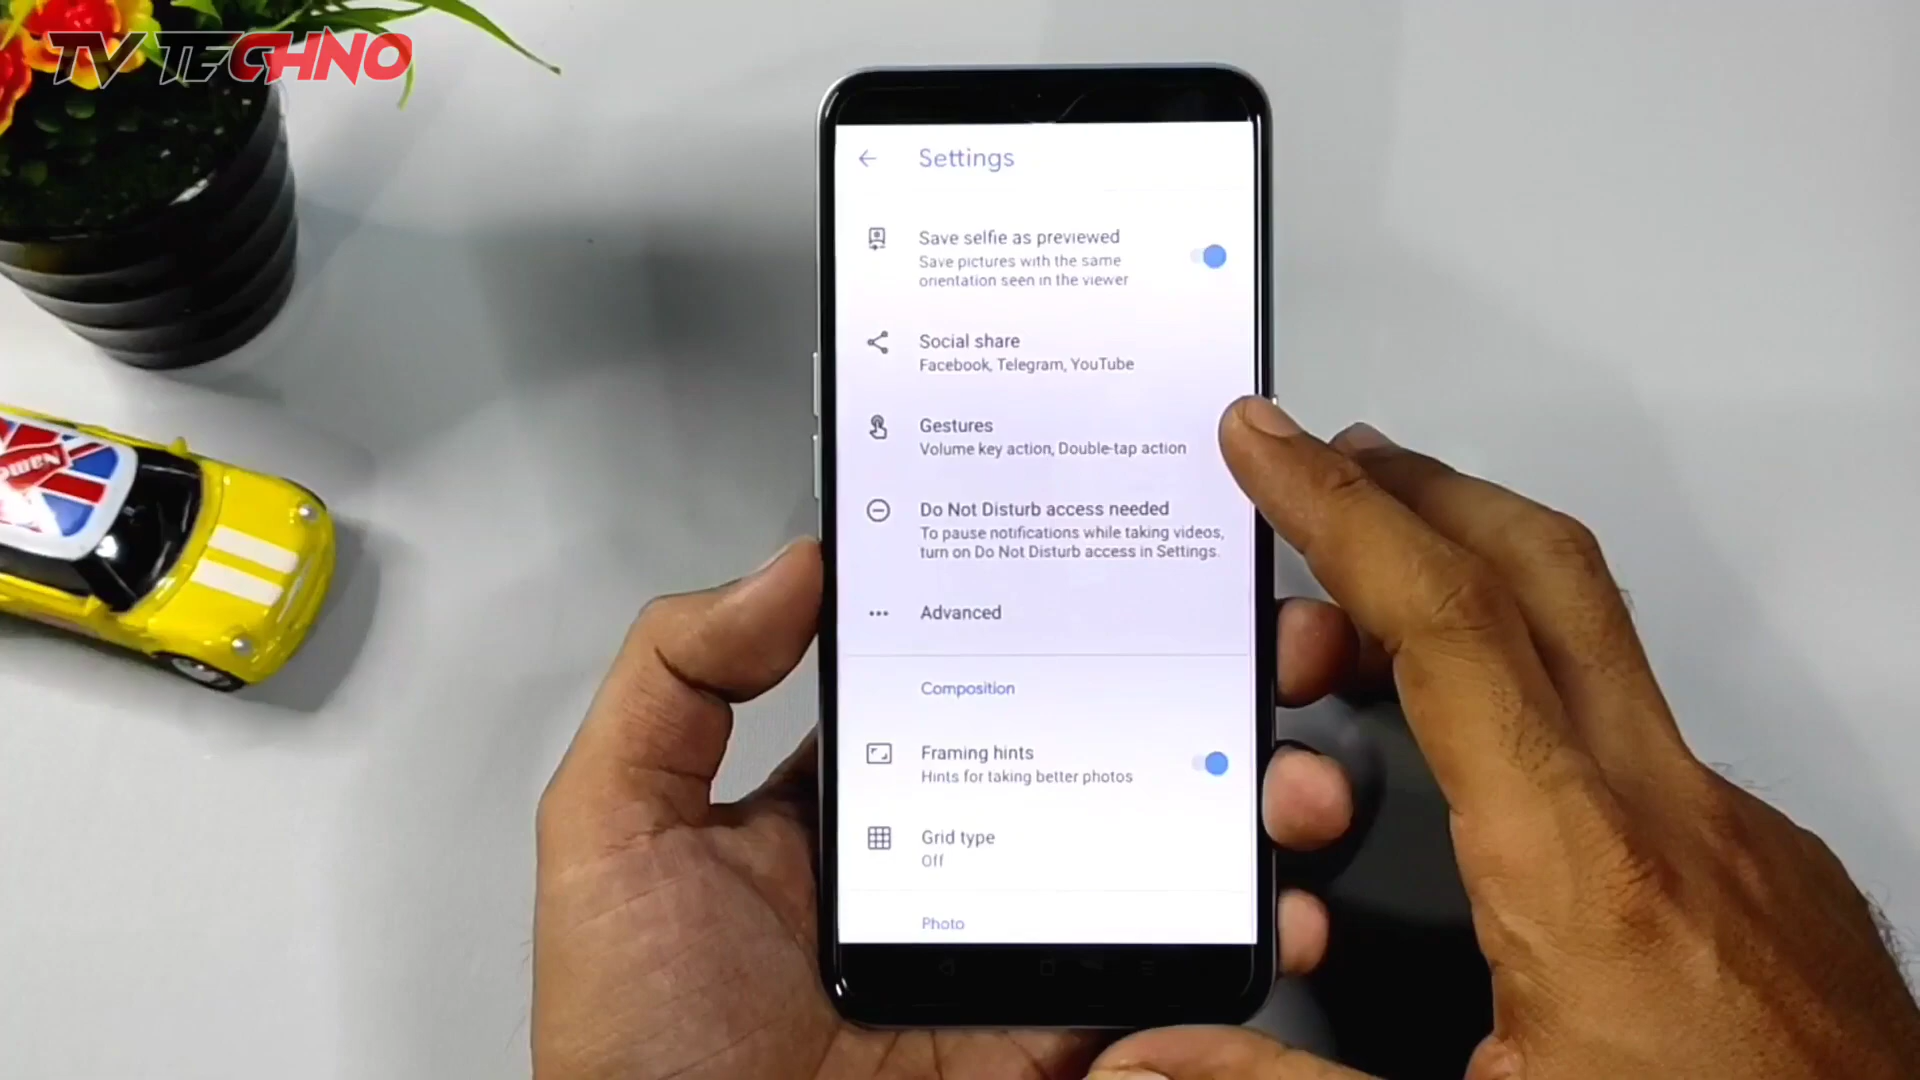 TV TECHNO
Settings
Save selfie as previewed
Save pictures with the same
orientation seen in the viewer
Social share
Facebook, Telegram, YouTube
Gestures
Volume key action, Double-tap action
Do Not Disturb access needed
To pause notifications while taking videos,
turn on Do Not Disturb access in Settings.
Advanced
Composition
Framing hints
Hints for taking better photos
Grid type
Off
Photo